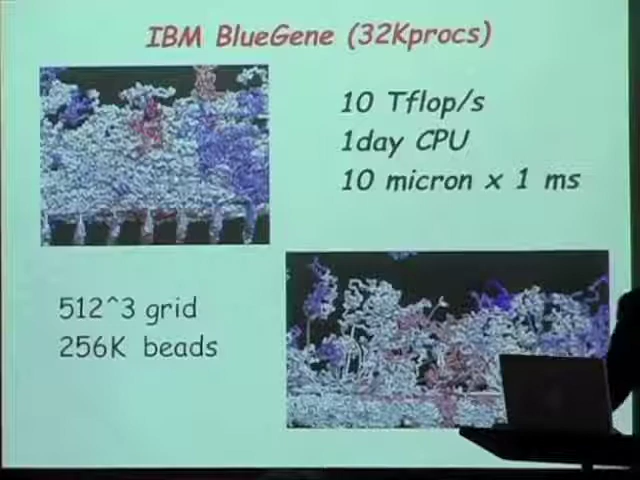 IBM BlueGene (32Kprocs)
10 Tflop/s
1day CPU
10 micron x 1 ms
512^3 grid
256K beads